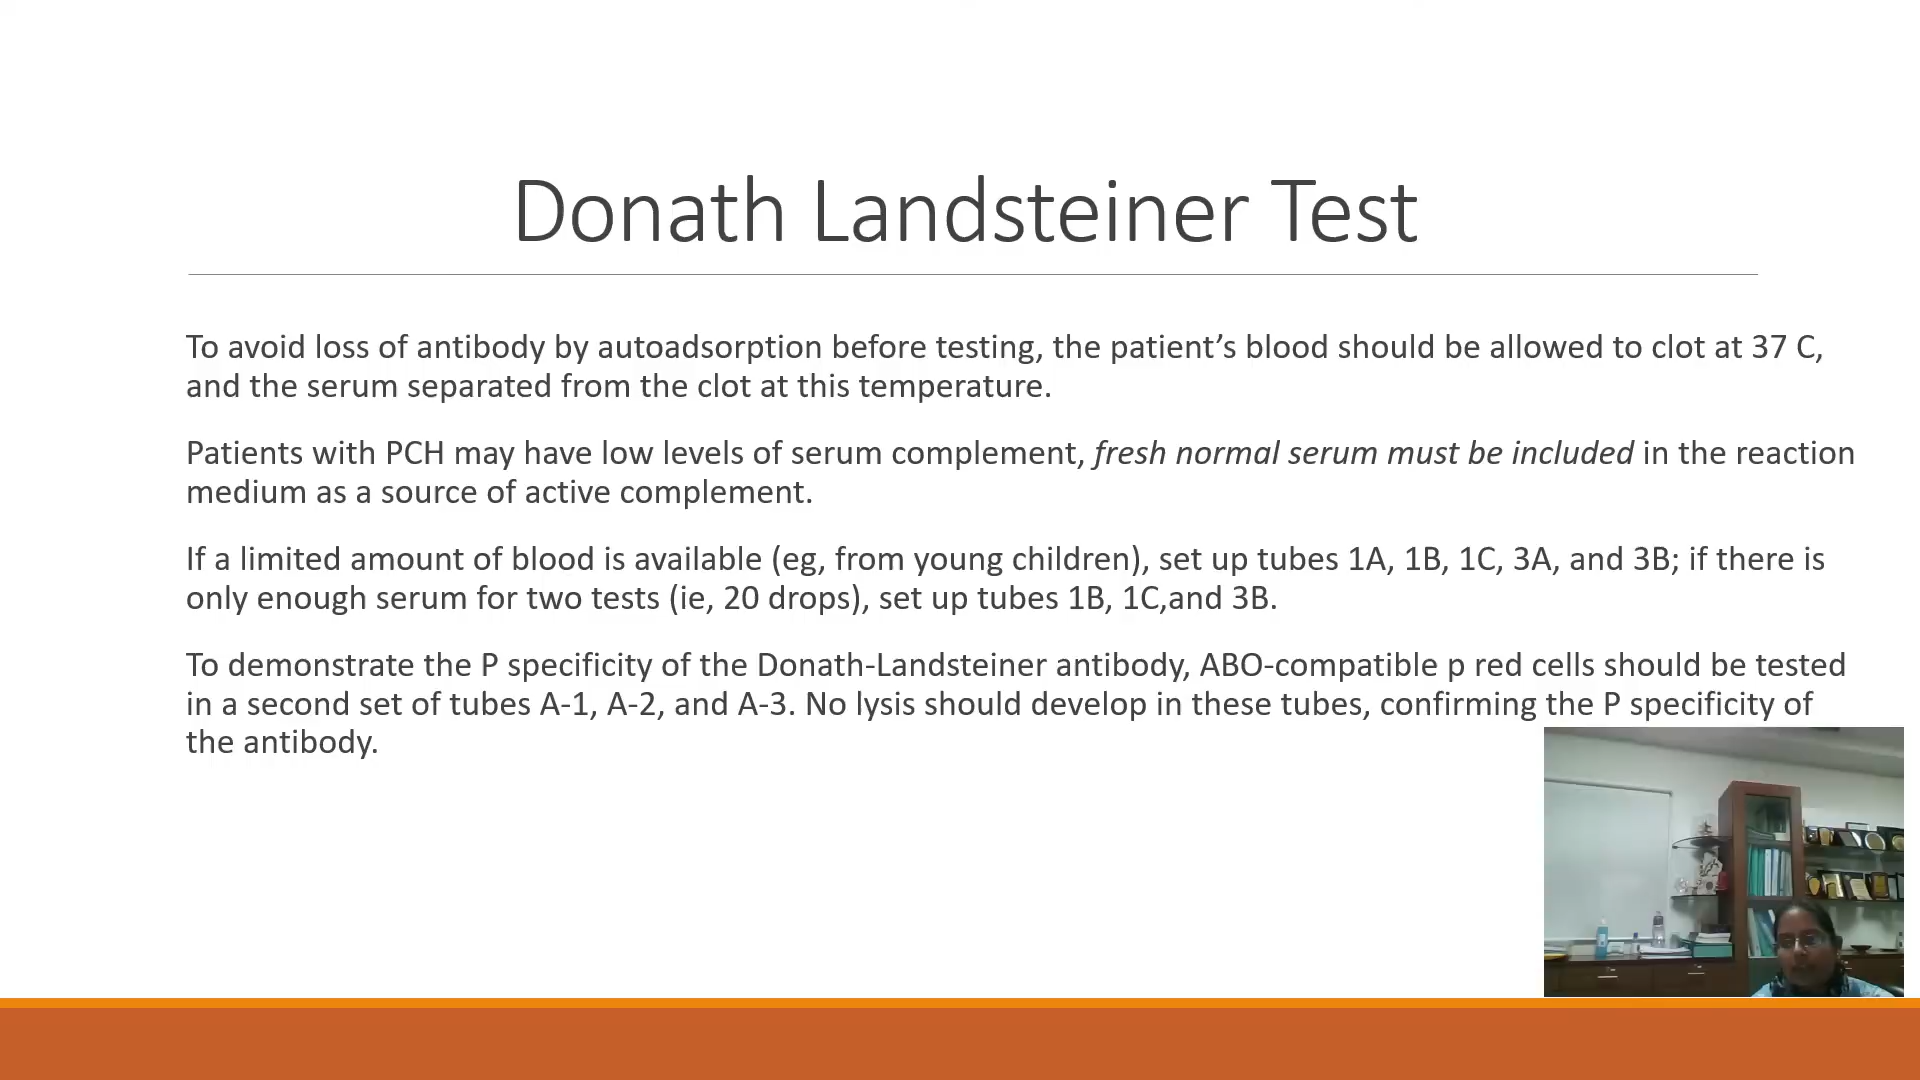 Donath Landsteiner Test
To avoid loss of antibody by autoadsorption before testing, the patient’s blood should be allowed to clot at 37 C,
and the serum separated from the clot at this temperature.
Patients with PCH may have low levels of serum complement, fresh normal serum must be included in the reaction
medium as a source of active complement.
If a limited amount of blood is available (eg, from young children), set up tubes 1A, 1B, 1C, 3A, and 3B; if there is
only enough serum for two tests (ie, 20 drops), set up tubes 1B, 1C,and 3B.
To demonstrate the P specificity of the Donath-Landsteiner antibody, ABO-compatible p red cells should be tested
in a second set of tubes A-1, A-2, and A-3. No lysis should develop in these tubes, confirming the P specificity of
the antibody.